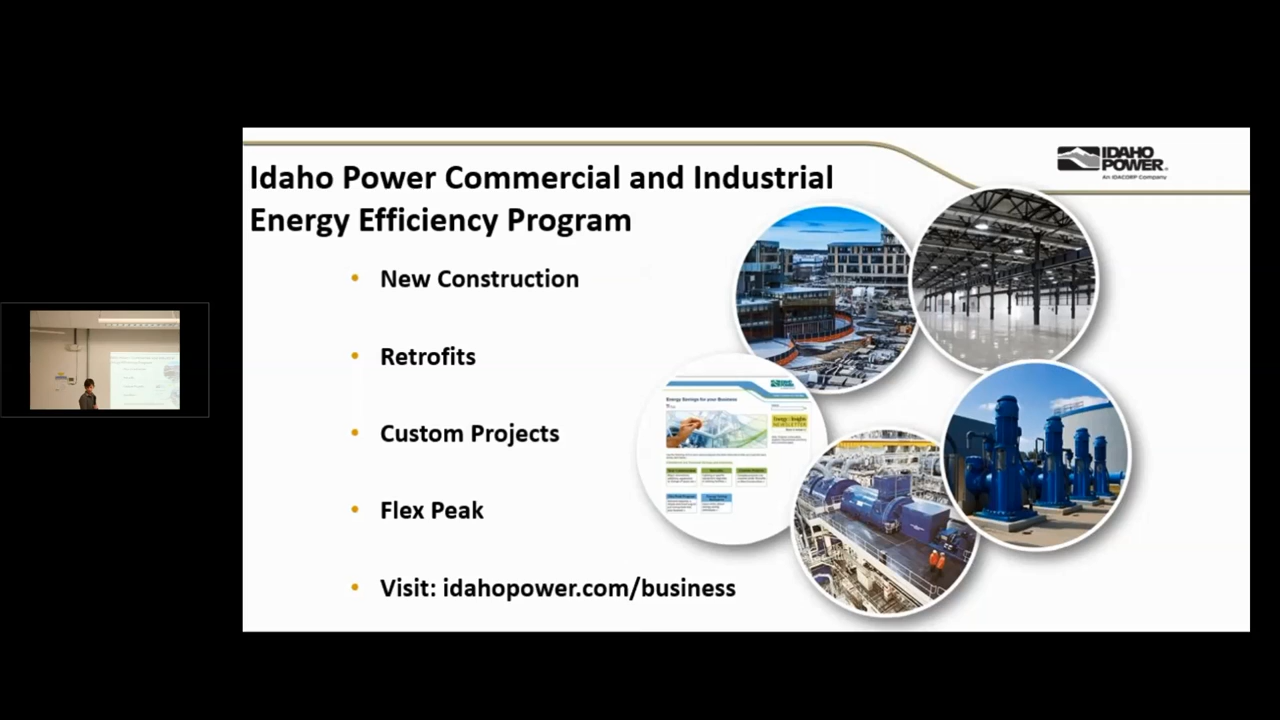 IDAHO
POWER
An IDACORP Company
Idaho Power Commercial and Industrial
Energy Efficiency Program
• New Construction
• Retrofits
• Custom Projects
• Flex Peak
• Visit: idahopower.com/business
Energy Savings for your Business
NEWSLETTER